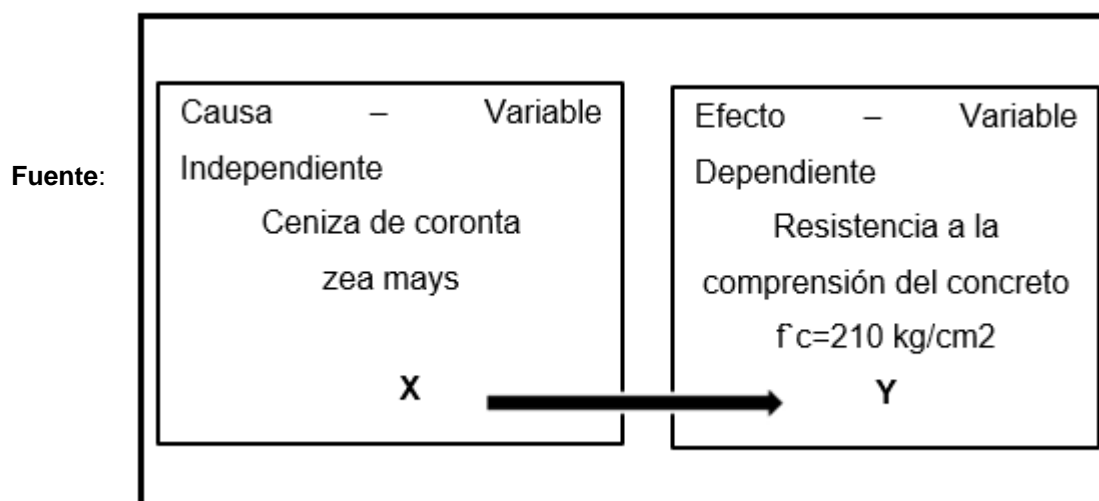 Fuente:
Causa – Variable
Independiente
Ceniza de coronta
zea mays
X
Efecto – Variable
Dependiente
Resistencia a la
comprensión del concreto
f`c=210 kg/cm2
Y